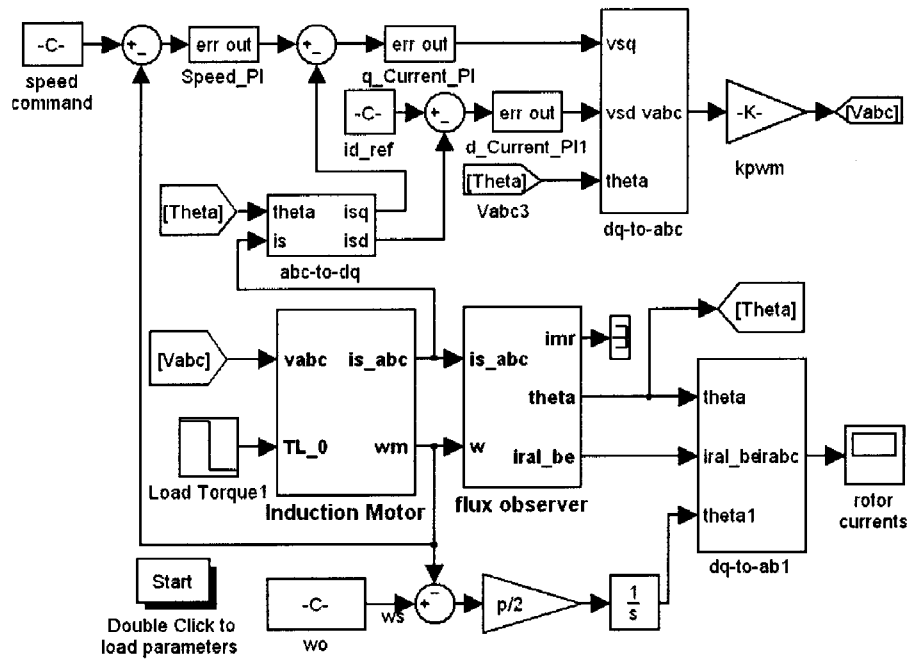 -C-
speed
command
+
-
err out
Speed_PI
+
-
err out
q_Current_PI
-C-
id_ref
+
-
err out
d_Current_PI1
[Theta]
Vabc3
vsq
vsd vabc
theta
dq-to-abc
-K-
kpwm
[Vabc]
[Theta]
theta isq
is isd
abc-to-dq
[Vabc]
Load Torque1
vabc is_abc
TL_0 wm
Induction Motor
is_abc imr
theta
w iral_be
flux observer
[Theta]
theta
iral_beirabc
theta1
dq-to-ab1
rotor
currents
Start
Double Click to
load parameters
-C-
wo
ws
+
-
p/2
1
s